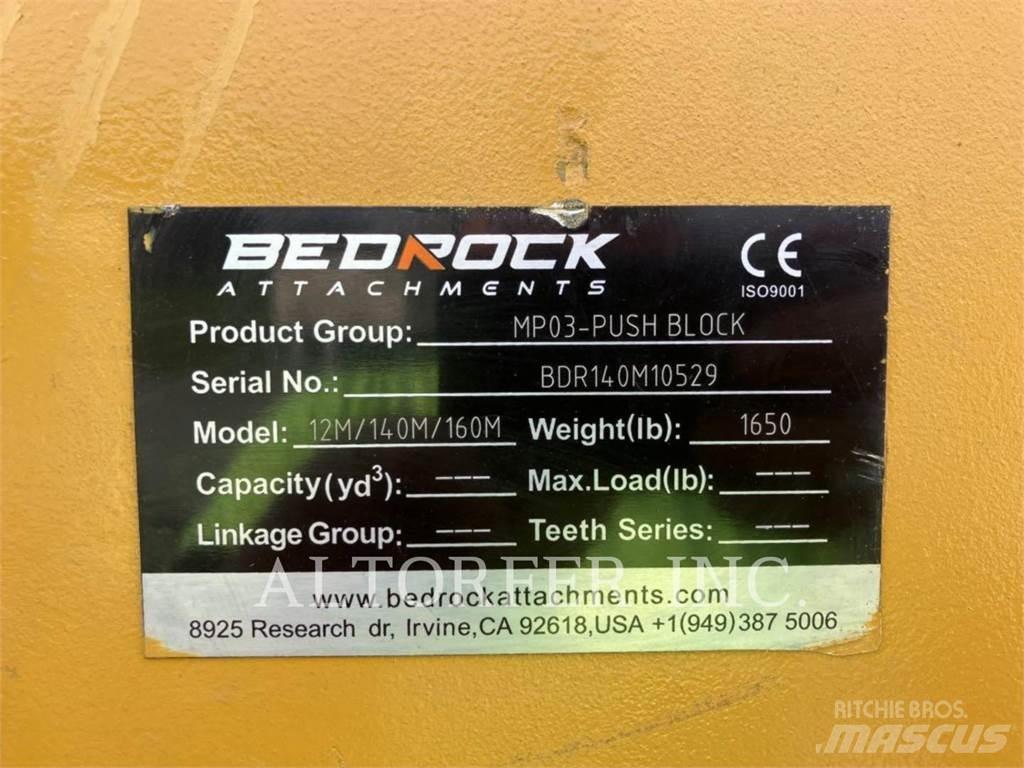 BEDROCK
ATTACHMENTS
CE
ISO9001
Product Group: MP03-PUSH BLOCK
Serial No.: BDR140M10529
Model: 12M/140M/160M Weight(lb): 1650
Capacity(yd³): --- Max.Load(lb): ---
Linkage Group: --- Teeth Series: ---
ALTORFER INC.
www.bedrockattachments.com
8925 Research dr, Irvine,CA 92618,USA +1(949)387 5006
RITCHIE BROS.
MASCUS